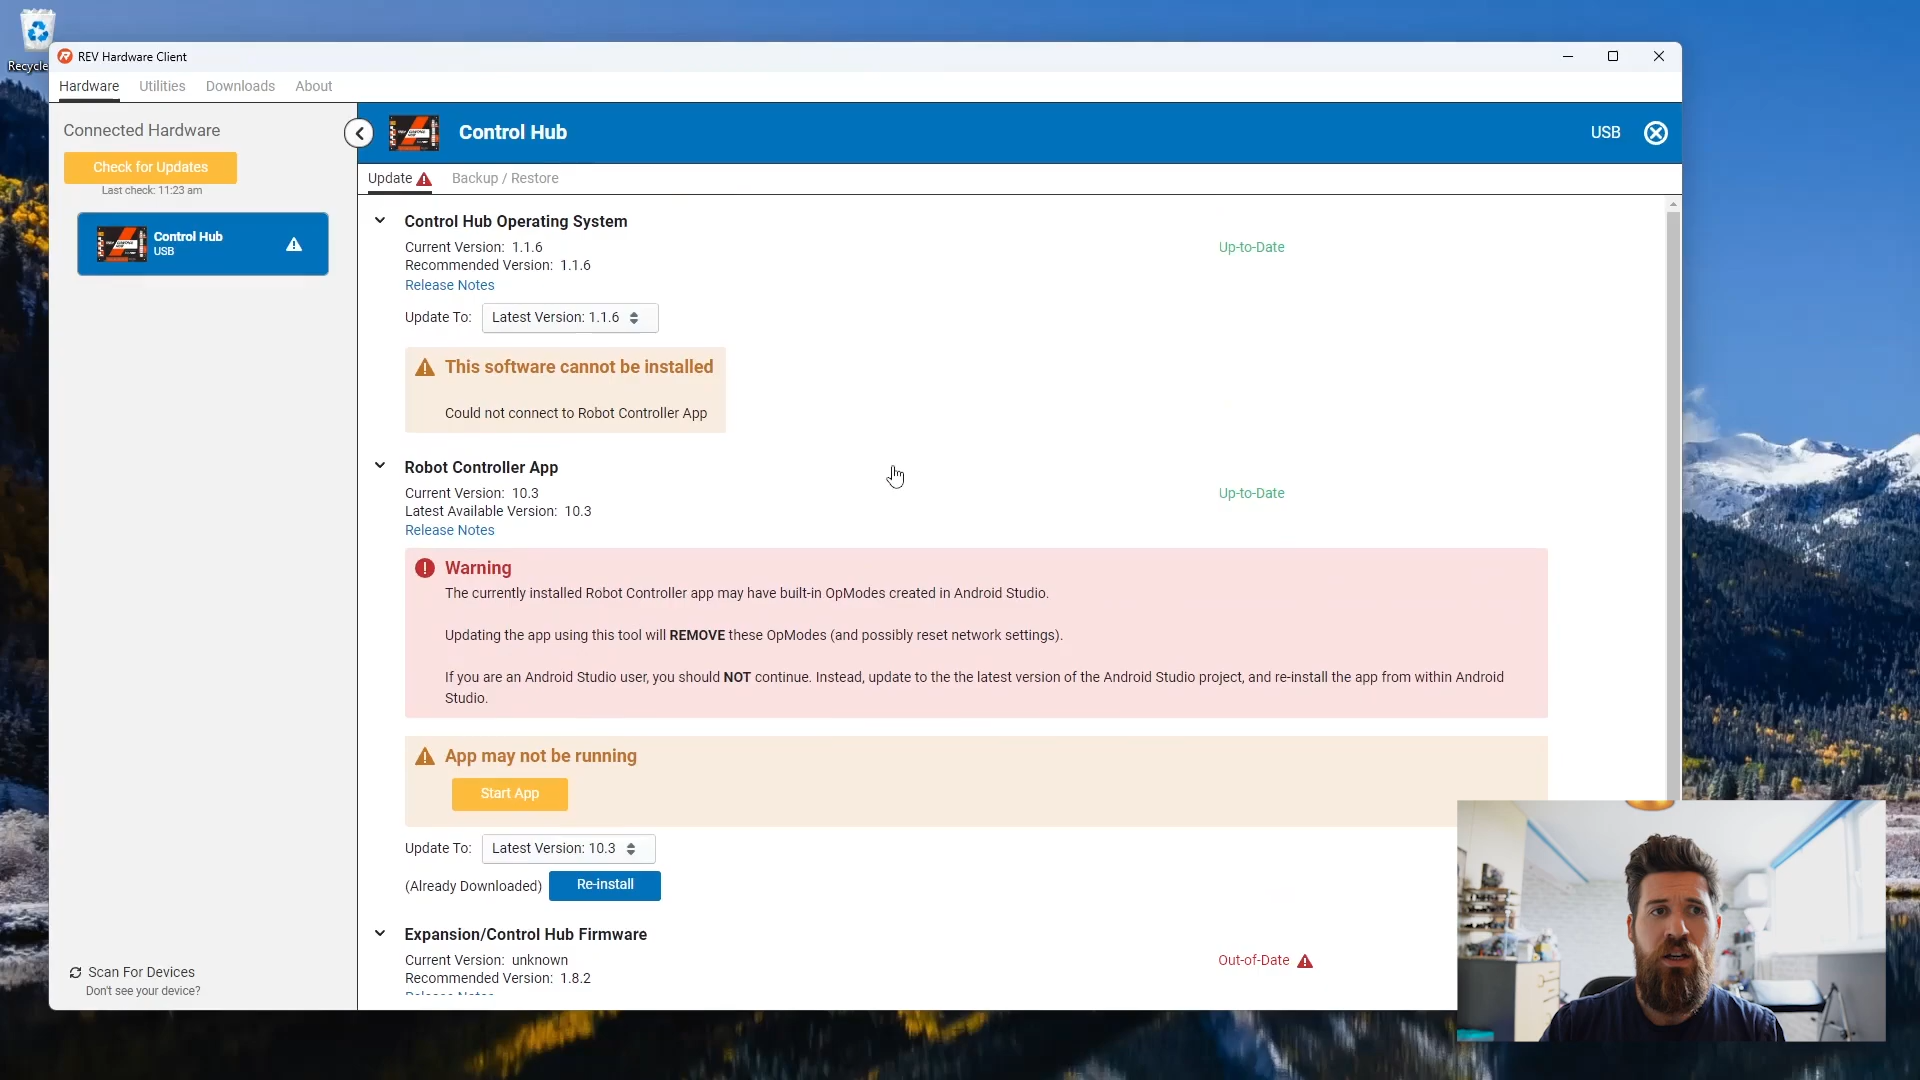 Recycle
REV Hardware Client
Hardware
Utilities
Downloads
About
Connected Hardware
Check for Updates
Last check: 11:23 am
Control Hub
USB
Scan For Devices
Don't see your device?
Control Hub
USB
Update
Backup / Restore
Control Hub Operating System
Current Version: 1.1.6
Up-to-Date
Recommended Version: 1.1.6
Release Notes
Update To: Latest Version: 1.1.6
This software cannot be installed
Could not connect to Robot Controller App
Robot Controller App
Current Version: 10.3
Up-to-Date
Latest Available Version: 10.3
Release Notes
Warning
The currently installed Robot Controller app may have built-in OpModes created in Android Studio.
Updating the app using this tool will REMOVE these OpModes (and possibly reset network settings).
If you are an Android Studio user, you should NOT continue. Instead, update to the the latest version of the Android Studio project, and re-install the app from within Android
Studio.
App may not be running
Start App
Update To: Latest Version: 10.3
(Already Downloaded) Re-install
Expansion/Control Hub Firmware
Current Version: unknown
Out-of-Date
Recommended Version: 1.8.2
Release Notes